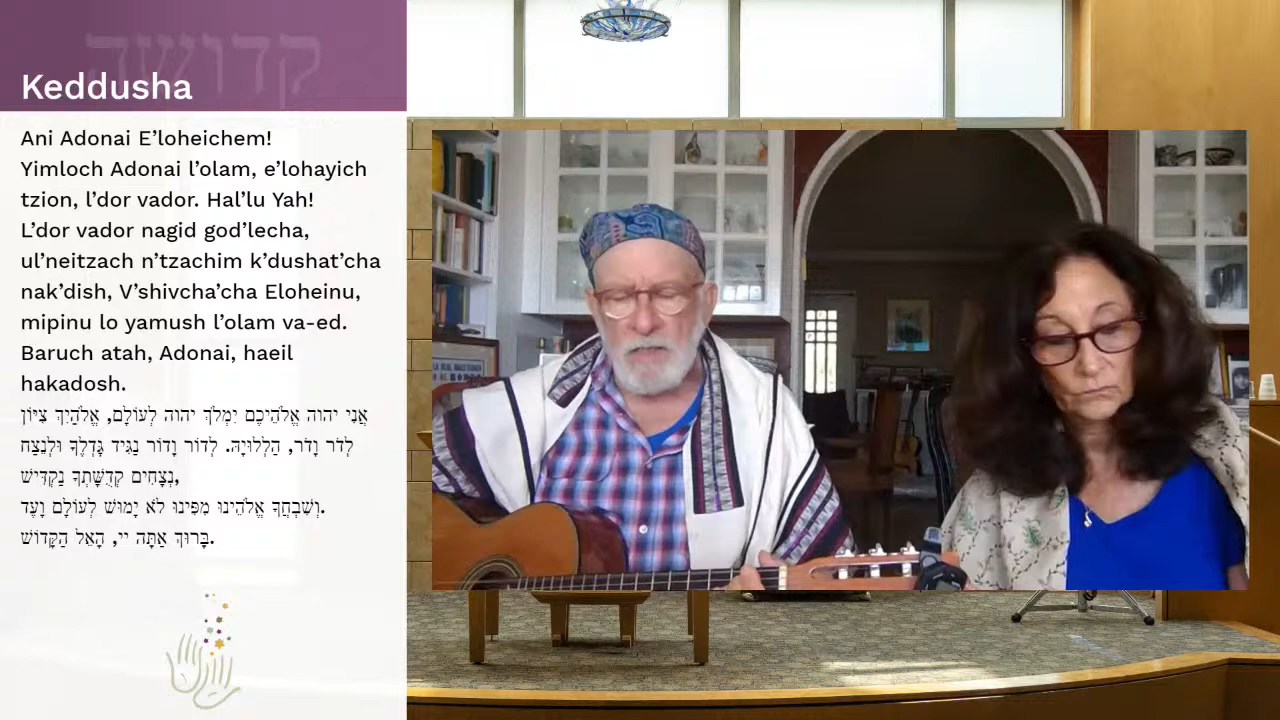 קדושה
Keddusha
Ani Adonai E’loheichem!
Yimloch Adonai l’olam, e’lohayich
tzion, l’dor vador. Hal’lu Yah!
L’dor vador nagid god’lecha,
ul’neitzach n’tzachim k’dushat’cha
nak’dish, V’shivcha’cha Eloheinu,
mipinu lo yamush l’olam va-ed.
Baruch atah, Adonai, haeil
hakadosh.
אֲנִי יהוה אֱלֹהֵיכֶם יִמְלֹךְ יהוה לְעוֹלָם, אֱלֹהַיִךְ צִיּוֹן
לְדֹר וָדֹר, הַלְלוּיָהּ. לְדוֹר וָדוֹר נַגִּיד גָּדְלֶךָ וּלְנֵצַח
נְצָחִים קְדֻשָּׁתְךָ נַקְדִּישׁ,
וְשִׁבְחֲךָ אֱלֹהֵינוּ מִפִּינוּ לֹא יָמוּשׁ לְעוֹלָם וָעֶד.
בָּרוּךְ אַתָּה יי, הָאֵל הַקָּדוֹשׁ.